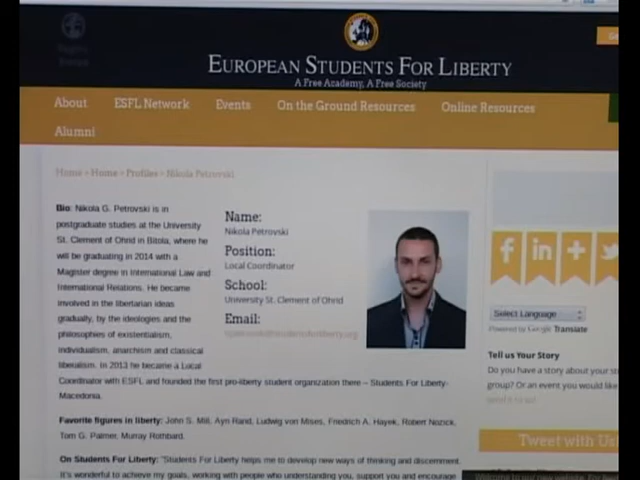 EUROPEAN STUDENTS FOR LIBERTY
A Free Academy, A Free Society
About ESFL Network Events On the Ground Resources Online Resources
Alumni
Home > Home > Profiles > Nikola Petrovski
Bio: Nikola G. Petrovski is in
postgraduate studies at the University
St. Clement of Ohrid in Bitola, where he
will be graduating in 2014 with a
Magister degree in International Law and
International Relations. He became
involved in the libertarian ideas
gradually, by the ideologies and the
philosophies of existentialism,
individualism, anarchism and classical
liberalism. In 2013 he became a Local
Coordinator with ESFL and founded the first pro-liberty student organization there – Students For Liberty-
Macedonia.
Name:
Nikola Petrovski
Position:
Local Coordinator
School:
University St. Clement of Ohrid
Email:
Favorite figures in liberty: John S. Mill, Ayn Rand, Ludwig von Mises, Friedrich A. Hayek, Robert Nozick,
Tom G. Palmer, Murray Rothbard.
On Students For Liberty: "Students For Liberty helps me to develop new ways of thinking and discernment.
It's wonderful to achieve my goals, working with people who understanding you, support you and encourage
f in +
Select Language
Powered by Google Translate
Tell Us Your Story
Do you have a story about your st
group? Or an event you would like
Tweet with Us!